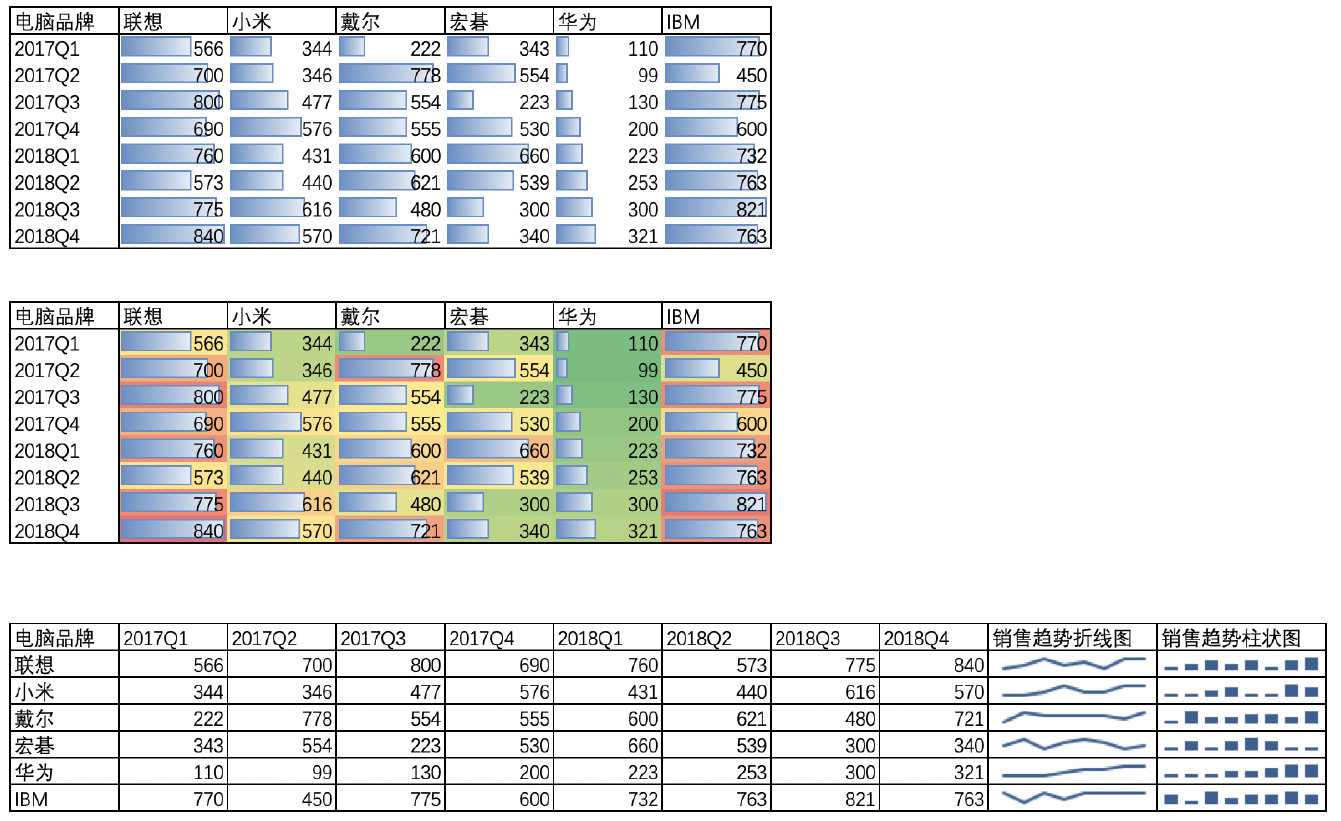 电脑品牌 联想 小米 戴尔 宏碁 华为 IBM
2017Q1 566 344 222 343 110 770
2017Q2 700 346 778 554 99 450
2017Q3 800 477 554 223 130 775
2017Q4 690 576 555 530 200 600
2018Q1 760 431 600 660 223 732
2018Q2 573 440 621 539 253 763
2018Q3 775 616 480 300 300 821
2018Q4 840 570 721 340 321 763
电脑品牌 联想 小米 戴尔 宏碁 华为 IBM
2017Q1 566 344 222 343 110 770
2017Q2 700 346 778 554 99 450
2017Q3 800 477 554 223 130 775
2017Q4 690 576 555 530 200 600
2018Q1 760 431 600 660 223 732
2018Q2 573 440 621 539 253 763
2018Q3 775 616 480 300 300 821
2018Q4 840 570 721 340 321 763
电脑品牌 2017Q1 2017Q2 2017Q3 2017Q4 2018Q1 2018Q2 2018Q3 2018Q4 销售趋势折线图 销售趋势柱状图
联想 566 700 800 690 760 573 775 840
小米 344 346 477 576 431 440 616 570
戴尔 222 778 554 555 600 621 480 721
宏碁 343 554 223 530 660 539 300 340
华为 110 99 130 200 223 253 300 321
IBM 770 450 775 600 732 763 821 763